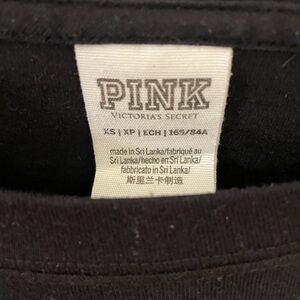 PINK
VICTORIA'S SECRET
XS | XP | ECH | 165/84A
made in Sri Lanka/fabriqué au
Sri Lanka/hecho en Sri Lanka/
fabbricato in Sri Lanka/
斯里兰卡制造